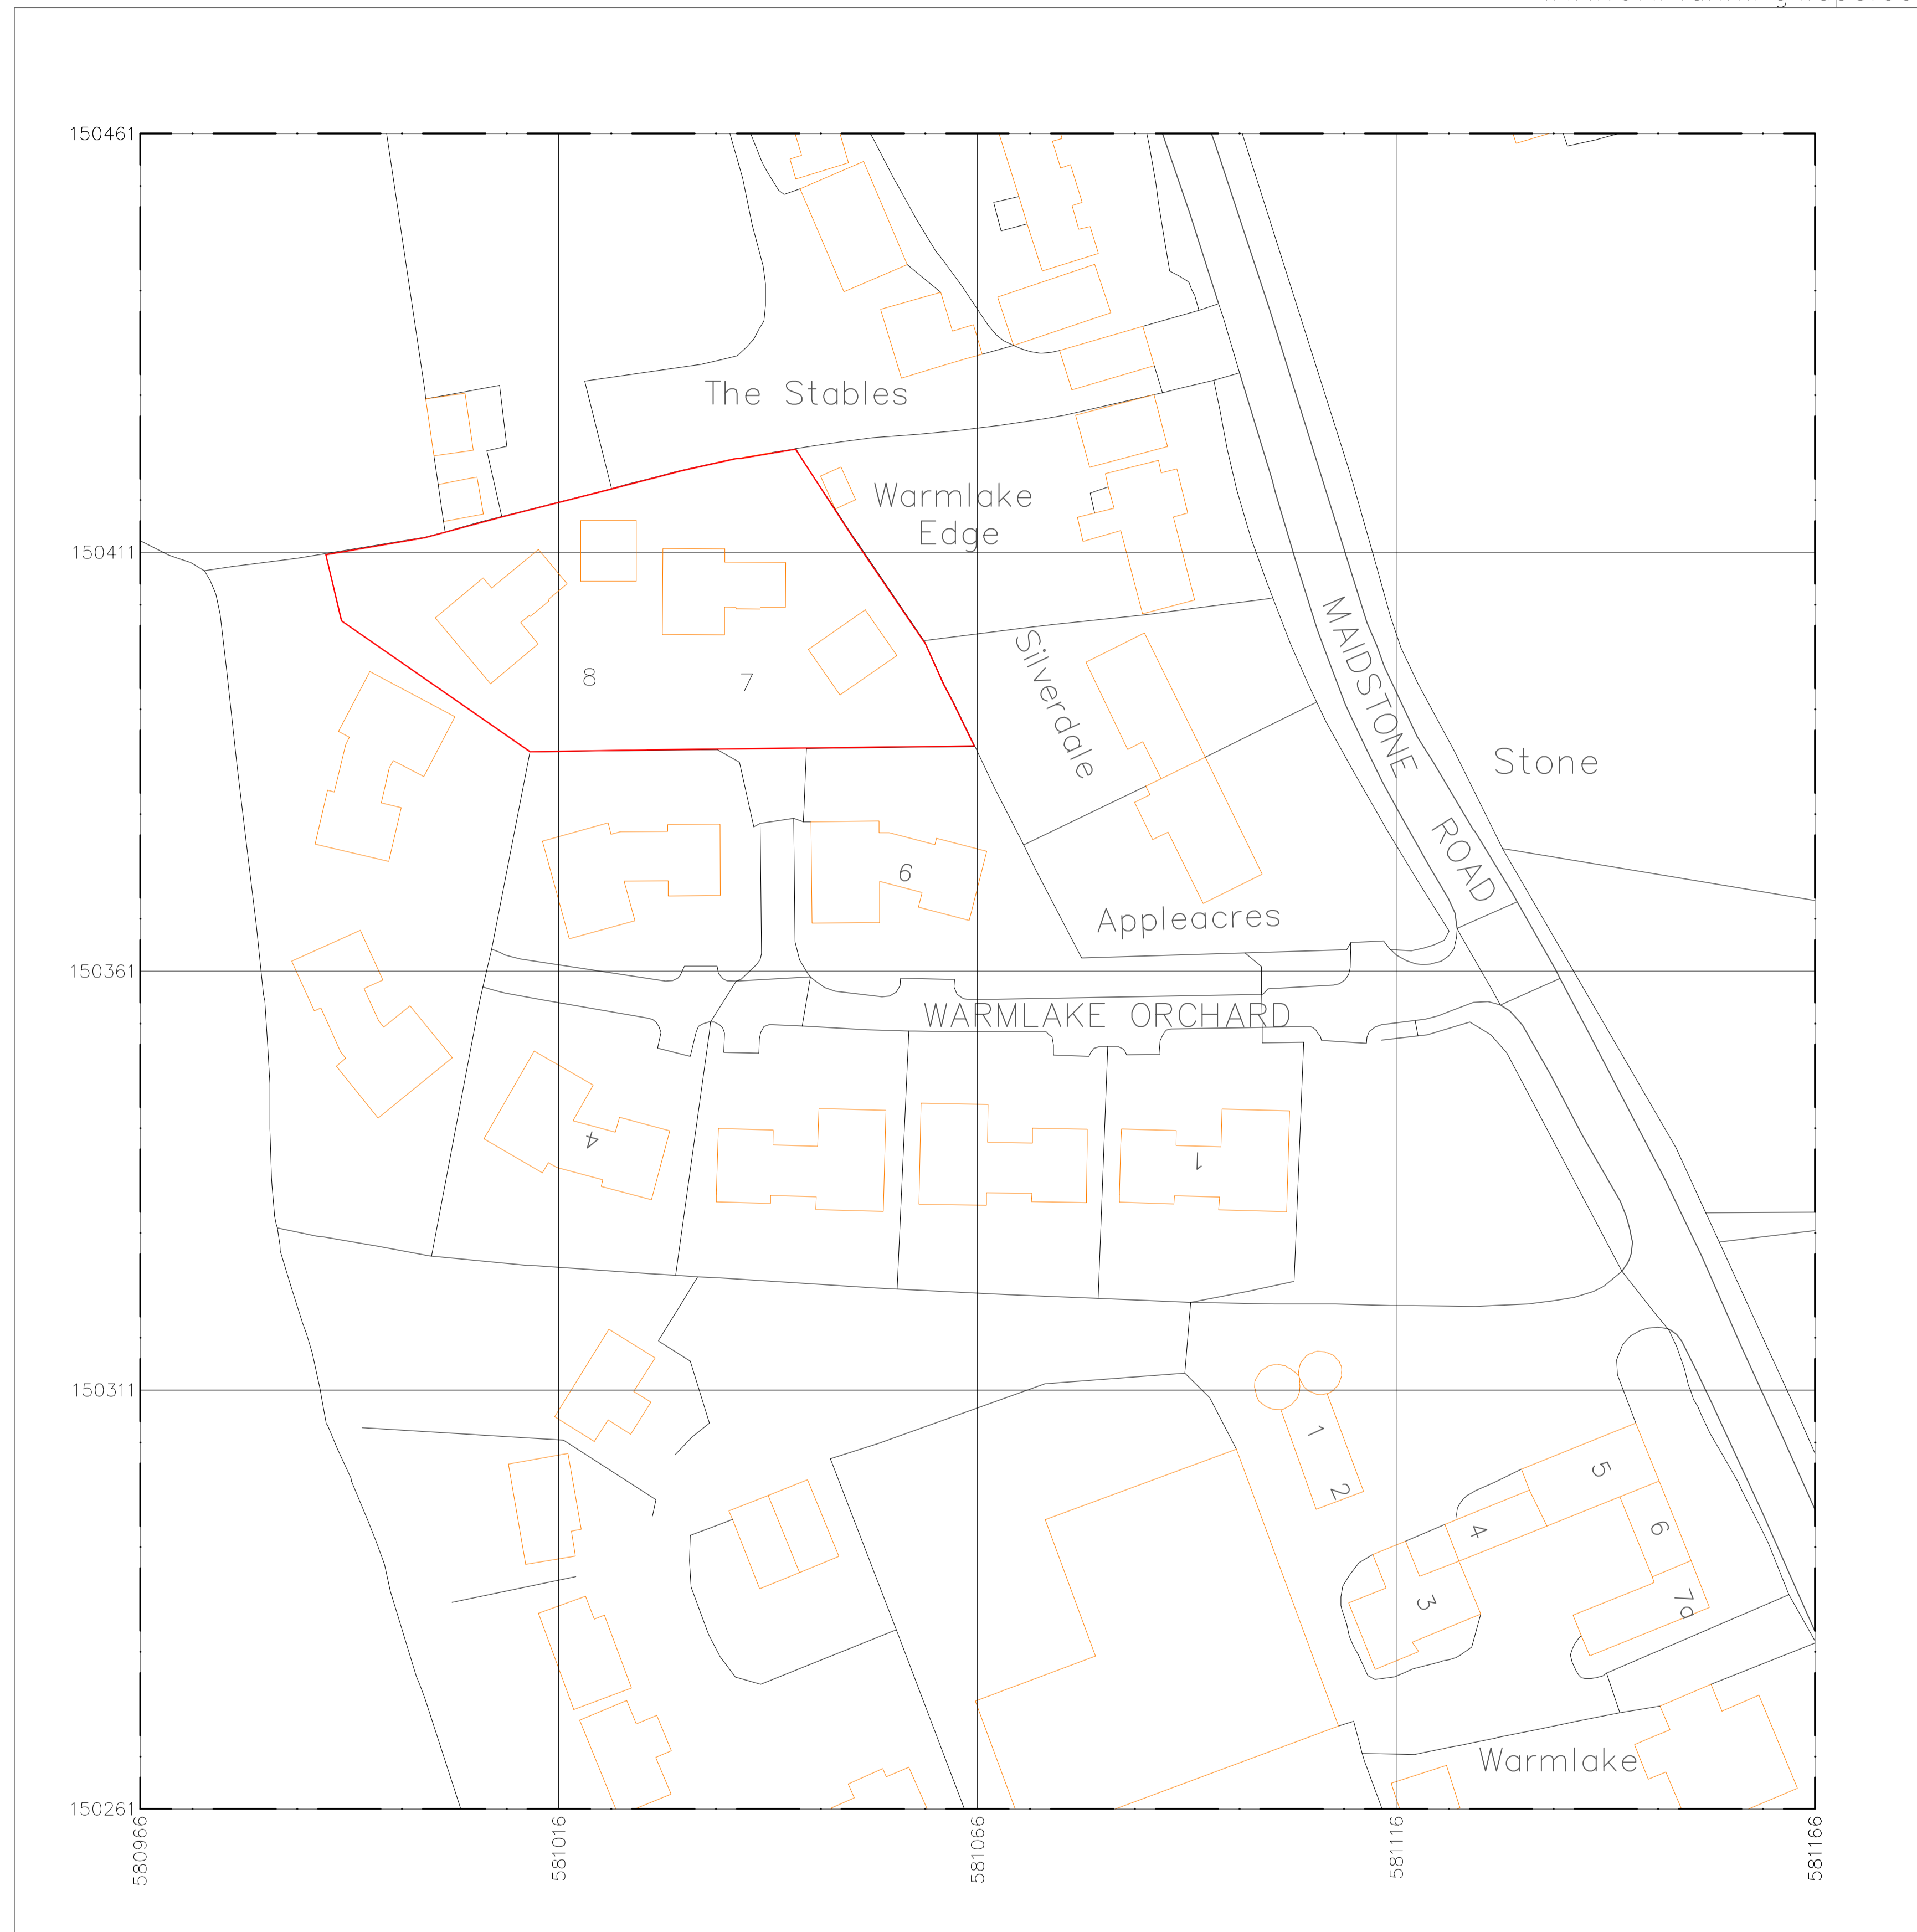 150461
The Stables
Warmlake
Edge
150411
MAIDSTONE ROAD
8
7
Silverdale
Stone
6
Appleacres
150361
WARMLAKE ORCHARD
4
1
150311
1
2
5
4
6
3
7a
Warmlake
150261
580966
581016
581066
581116
581166